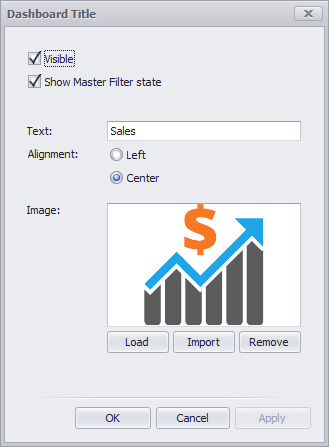 Dashboard Title
Visible
Show Master Filter state
Text: Sales
Alignment: Left
Center
Image:
$
Load Import Remove
OK Cancel Apply